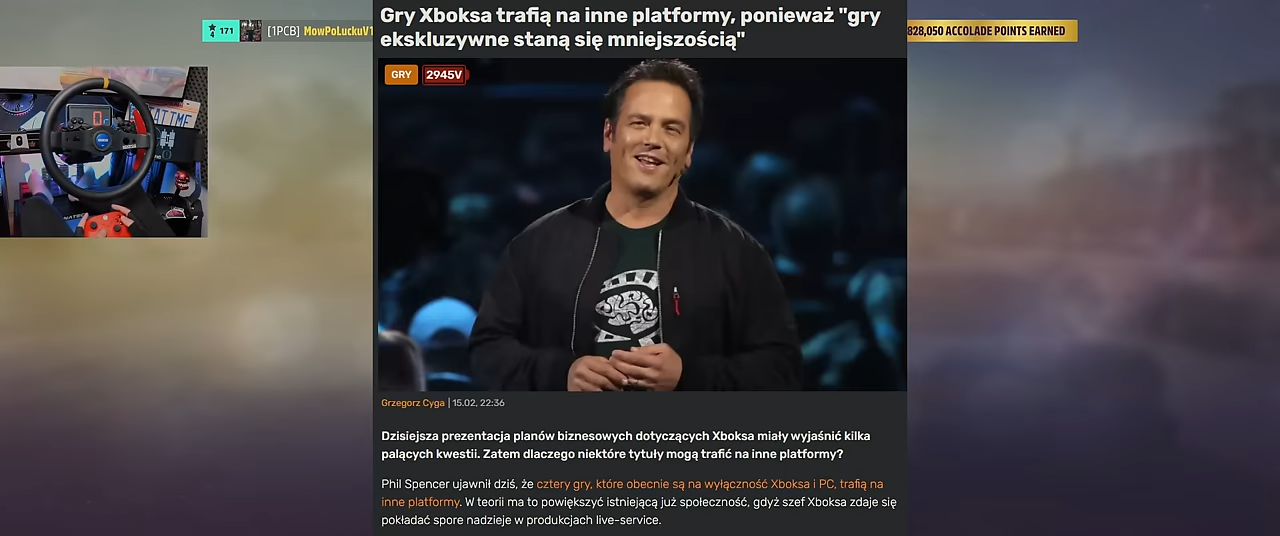 Gry Xboksa trafią na inne platformy, ponieważ "gry
ekskluzywne staną się mniejszością"
171 [1PCB] MowPoLuckuV1
828,050 ACCOLADE POINTS EARNED
GRY 2945V
Grzegorz Cyga | 15.02, 22:36
Dzisiejsza prezentacja planów biznesowych dotyczących Xboksa miały wyjaśnić kilka
palących kwestii. Zatem dlaczego niektóre tytuły mogą trafić na inne platformy?
Phil Spencer ujawnił dziś, że cztery gry, które obecnie są na wyłączność Xboksa i PC, trafią na
inne platformy. W teorii ma to powiększyć istniejącą już społeczność, gdyż szef Xboksa zdaje się
pokładać spore nadzieje w produkcjach live-service.